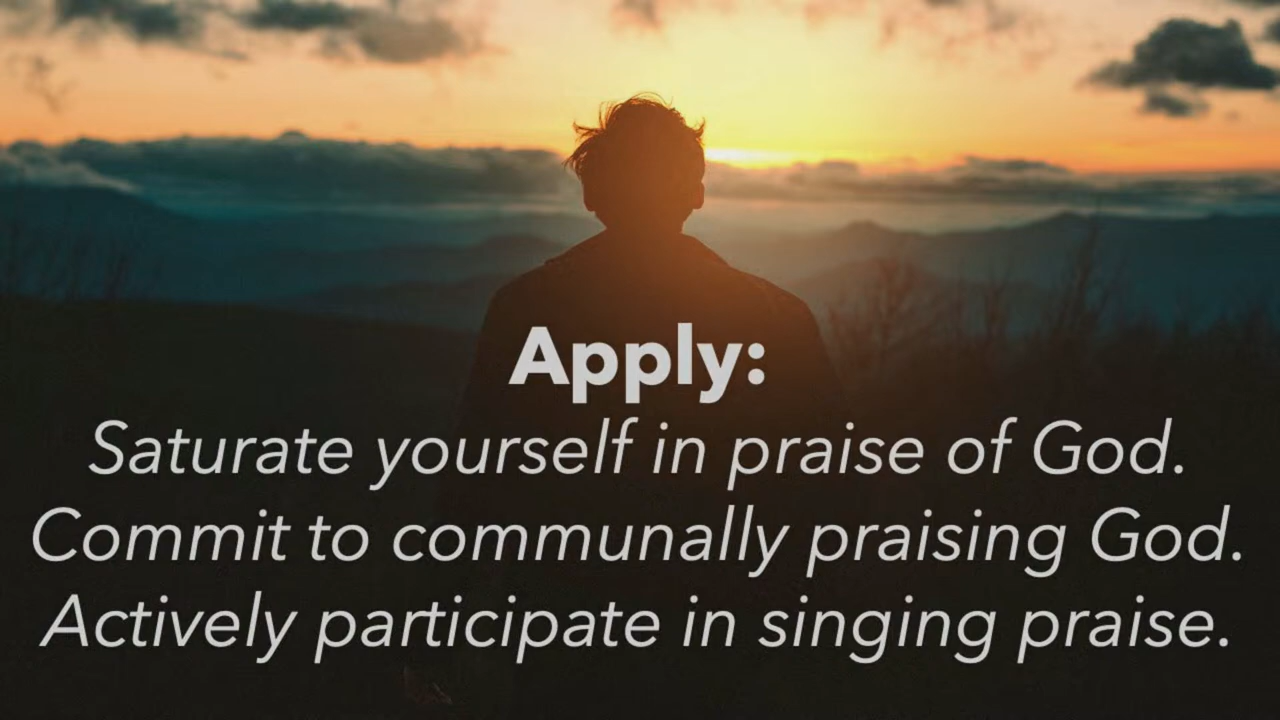 Apply:
Saturate yourself in praise of God.
Commit to communally praising God.
Actively participate in singing praise.